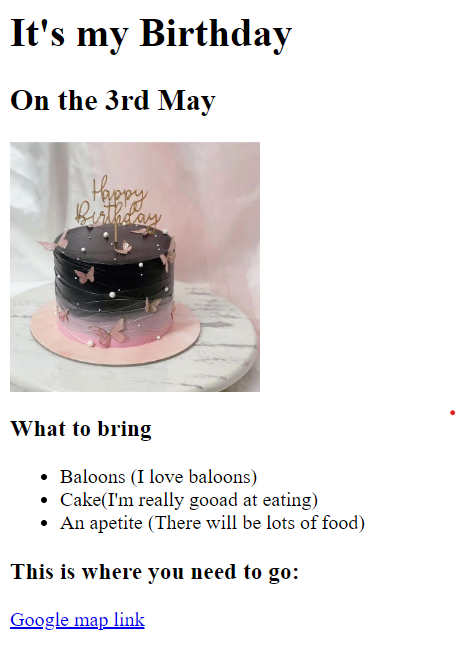 It's my Birthday
On the 3rd May
Happy
Birthday
What to bring
Baloons (I love baloons)
Cake(I'm really gooad at eating)
An apetite (There will be lots of food)
This is where you need to go:
Google map link